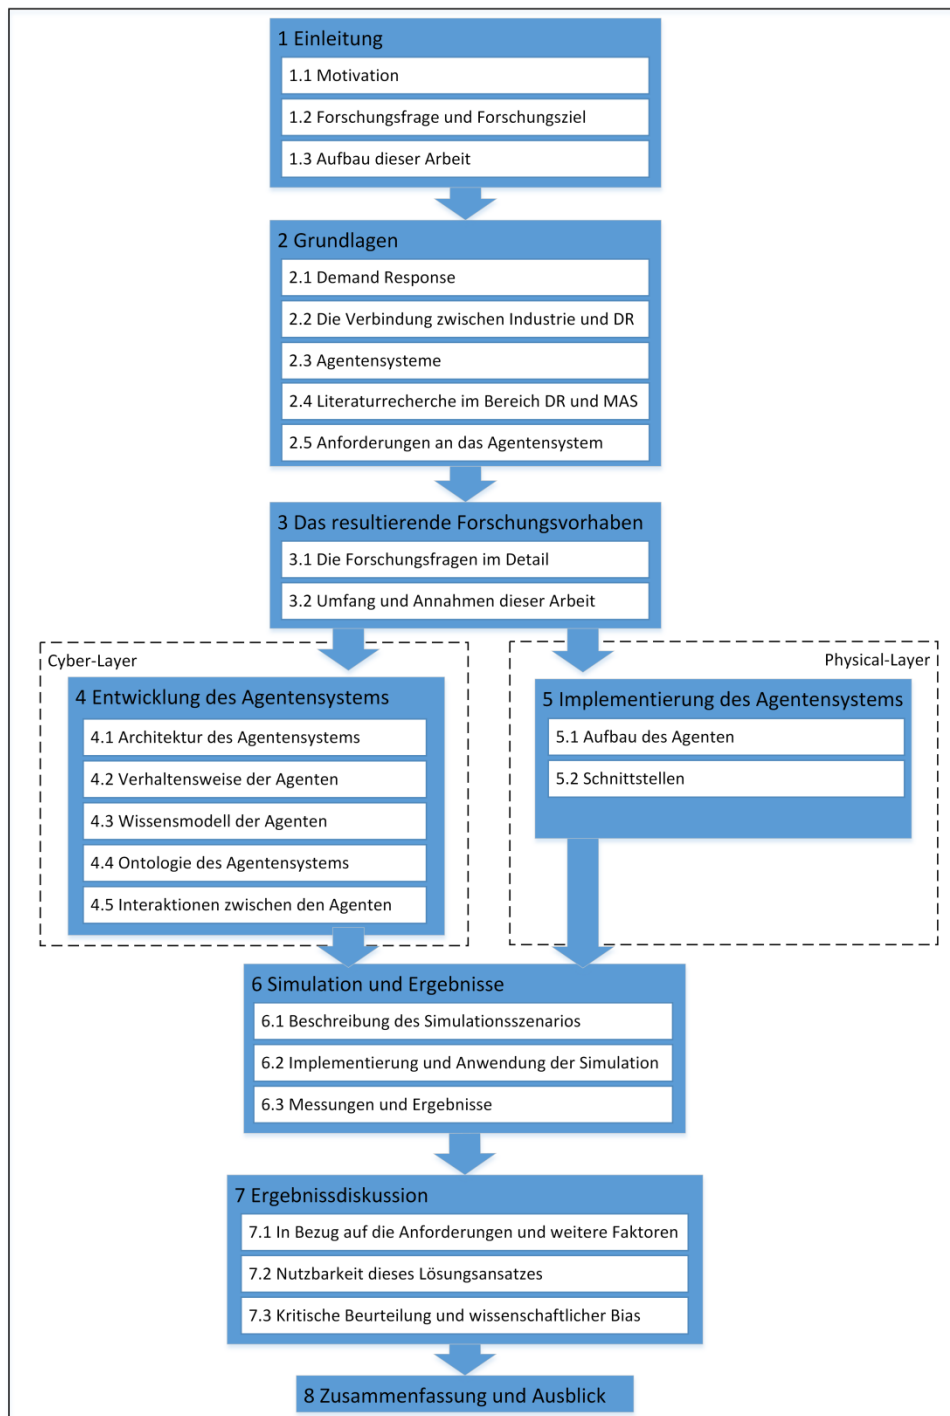 1 Einleitung
1.1 Motivation
1.2 Forschungsfrage und Forschungsziel
1.3 Aufbau dieser Arbeit
2 Grundlagen
2.1 Demand Response
2.2 Die Verbindung zwischen Industrie und DR
2.3 Agentensysteme
2.4 Literaturrecherche im Bereich DR und MAS
2.5 Anforderungen an das Agentensystem
3 Das resultierende Forschungsvorhaben
3.1 Die Forschungsfragen im Detail
3.2 Umfang und Annahmen dieser Arbeit
Cyber-Layer
4 Entwicklung des Agentensystems
4.1 Architektur des Agentensystems
4.2 Verhaltensweise der Agenten
4.3 Wissensmodell der Agenten
4.4 Ontologie des Agentensystems
4.5 Interaktionen zwischen den Agenten
Physical-Layer
5 Implementierung des Agentensystems
5.1 Aufbau des Agenten
5.2 Schnittstellen
6 Simulation und Ergebnisse
6.1 Beschreibung des Simulationsszenarios
6.2 Implementierung und Anwendung der Simulation
6.3 Messungen und Ergebnisse
7 Ergebnissdiskussion
7.1 In Bezug auf die Anforderungen und weitere Faktoren
7.2 Nutzbarkeit dieses Lösungsansatzes
7.3 Kritische Beurteilung und wissenschaftlicher Bias
8 Zusammenfassung und Ausblick